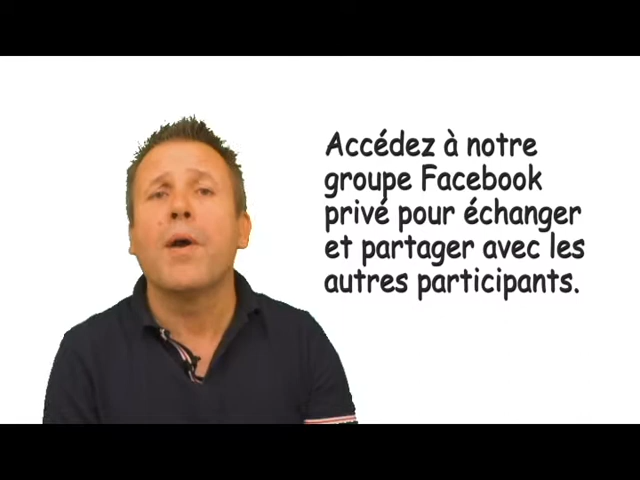 Accédez à notre
groupe Facebook
privé pour échanger
et partager avec les
autres participants.